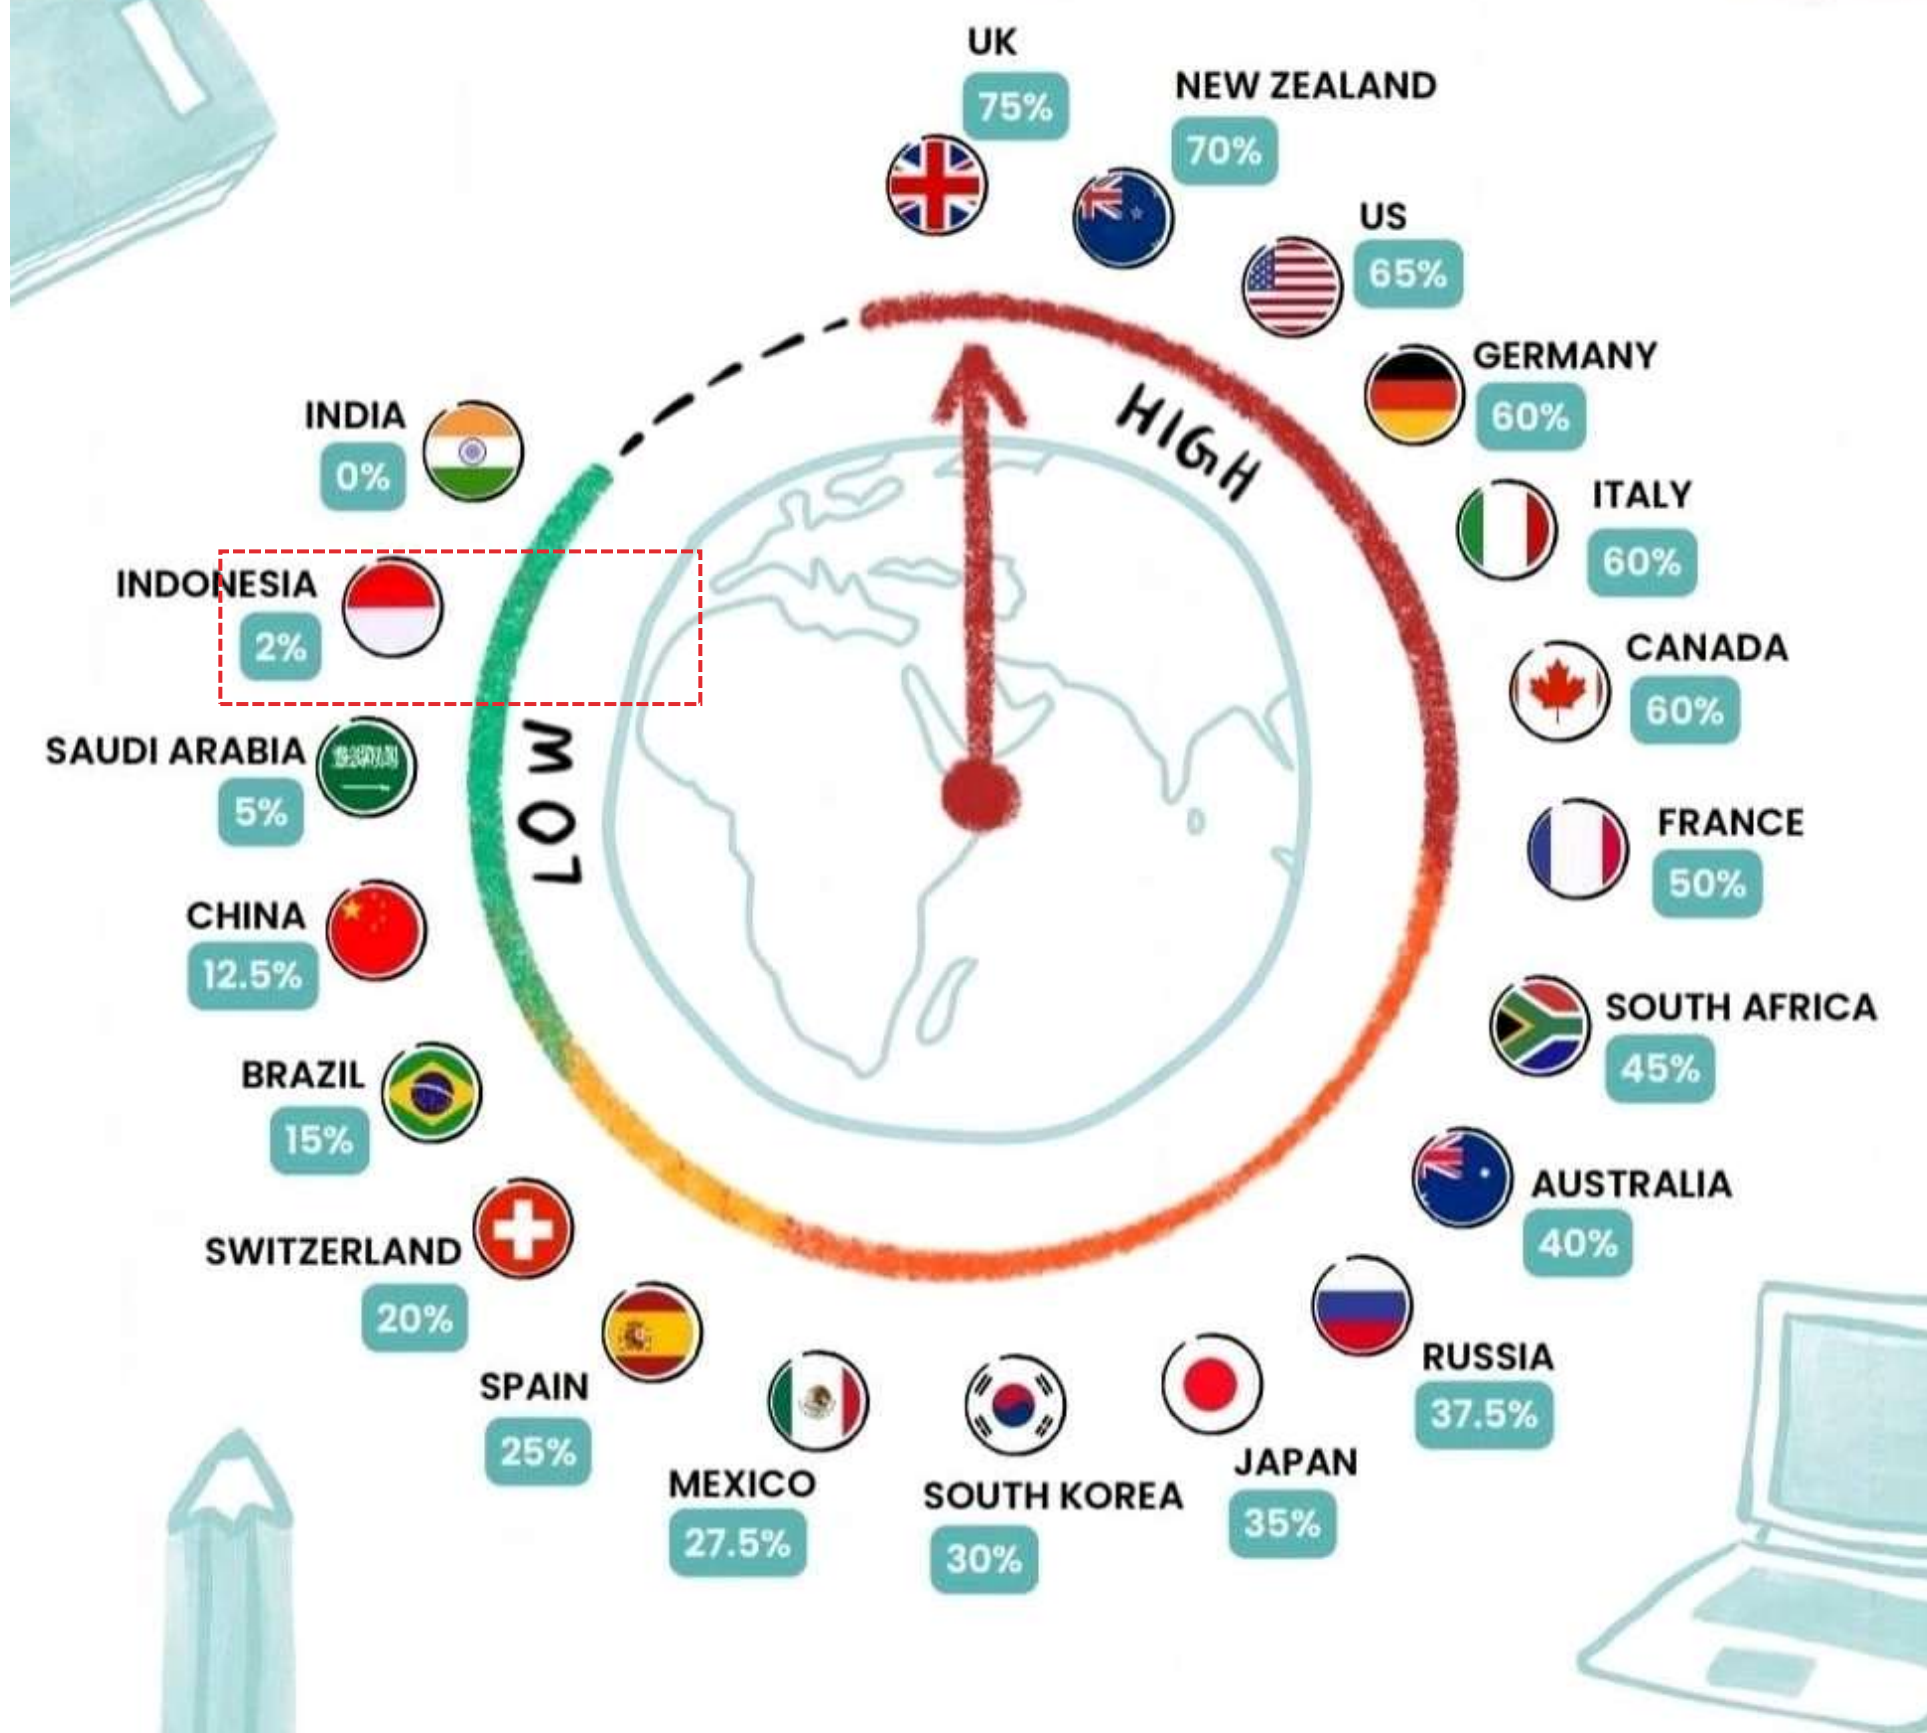 UK
75%
NEW ZEALAND
70%
US
65%
GERMANY
60%
ITALY
60%
CANADA
60%
FRANCE
50%
SOUTH AFRICA
45%
AUSTRALIA
40%
RUSSIA
37.5%
JAPAN
35%
SOUTH KOREA
30%
MEXICO
27.5%
SPAIN
25%
SWITZERLAND
20%
BRAZIL
15%
CHINA
12.5%
SAUDI ARABIA
5%
INDONESIA
2%
INDIA
0%
HIGH
LOW